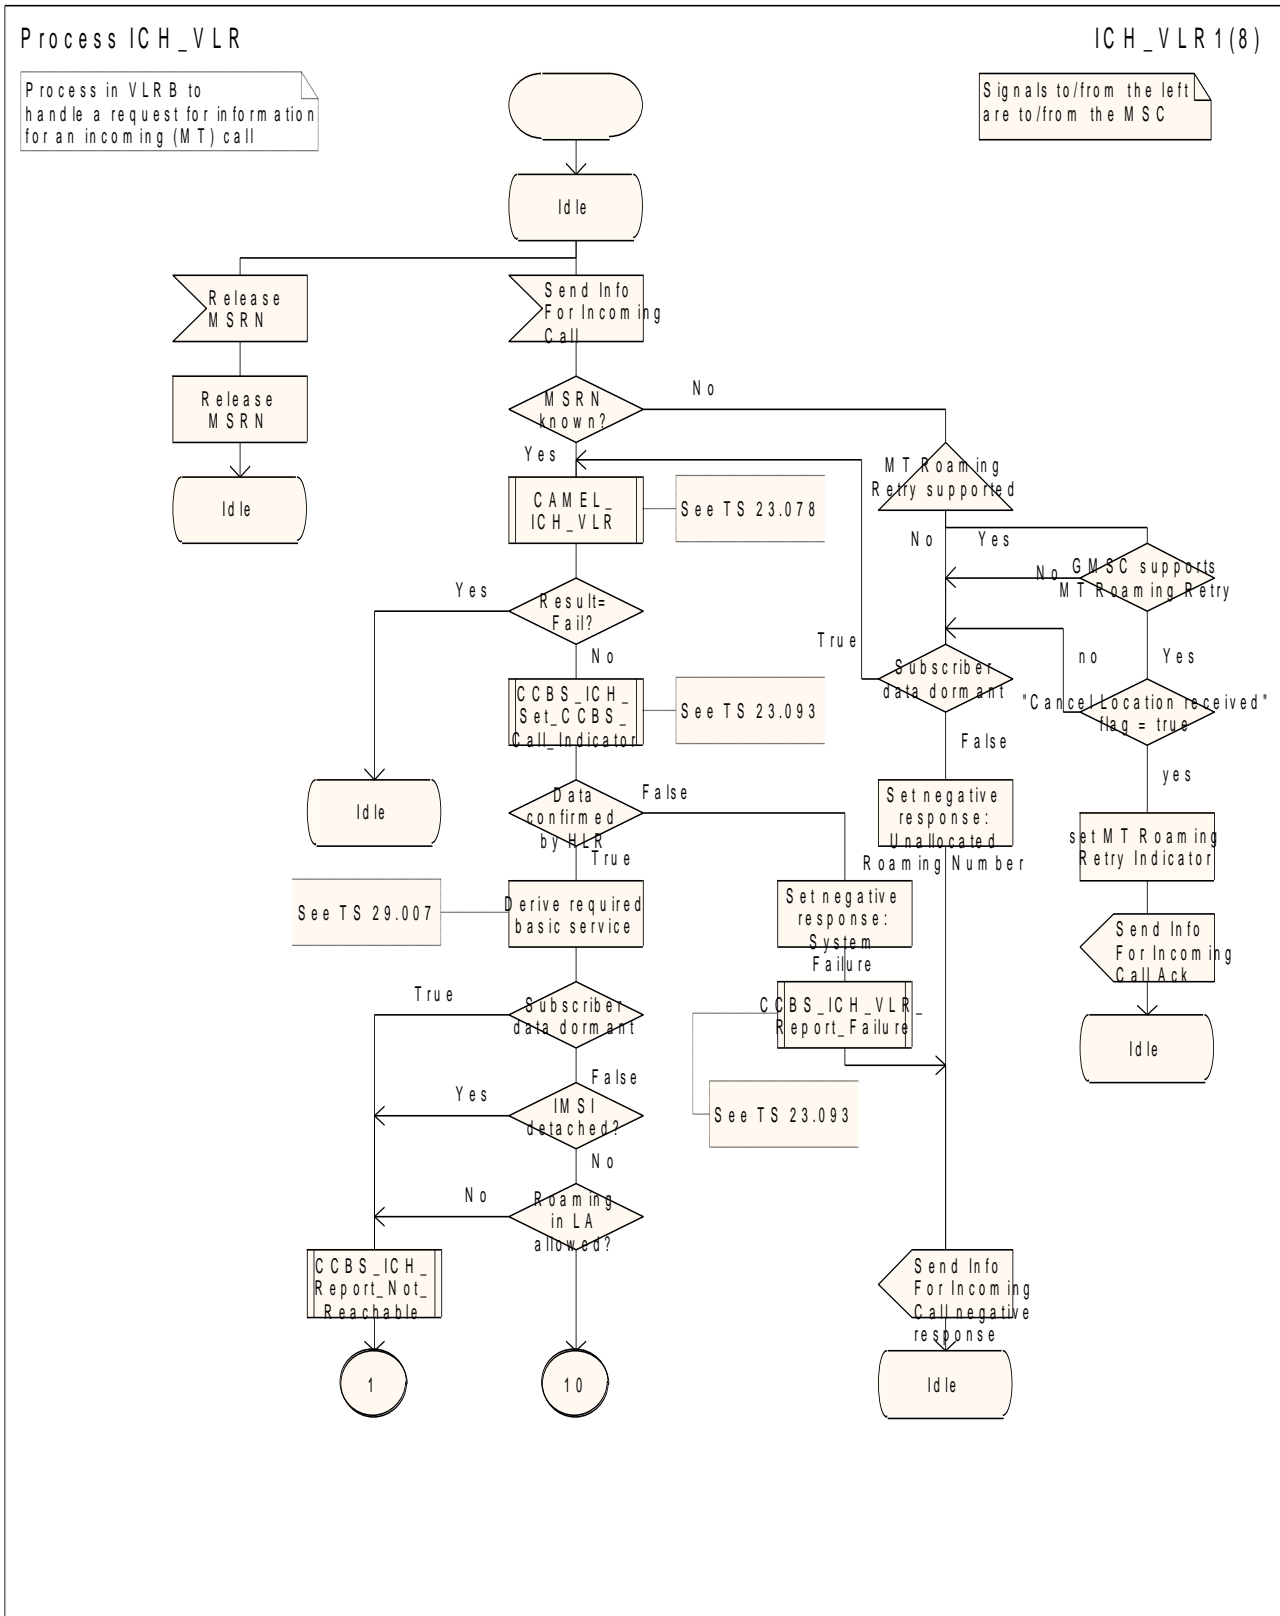 Process ICH_VLR
ICH_VLR1(8)
Process in VLR B to
handle a request for information
for an incoming (MT) call
Signals to/from the left
are to/from the MSC
Idle
Release
MSRN
Send Info
For Incoming
Call
Release
MSRN
MSRN
known?
No
Yes
Idle
CAMEL_
ICH_VLR
See TS 23.078
MT Roaming
Retry supported
No
Yes
GMSC supports
MT Roaming Retry
No
Yes
Result=
Fail?
Yes
No
True
Subscriber
data dormant
no
Yes
"Cancel Location received"
flag = true
CCBS_ICH_
Set_CCBS_
Call_Indicator
See TS 23.093
False
yes
Idle
Data
confirmed
by HLR
False
True
Set negative
response:
Unallocated
Roaming Number
set MT Roaming
Retry Indicator
See TS 29.007
Derive required
basic service
Set negative
response:
System
Failure
Send Info
For Incoming
Call Ack
True
Subscriber
data dormant
False
CCBS_ICH_VLR_
Report_Failure
Idle
Yes
IMSI
detached?
No
See TS 23.093
No
Roaming
in LA
allowed?
CCBS_ICH_
Report_Not_
Reachable
Send Info
For Incoming
Call negative
response
1
10
Idle